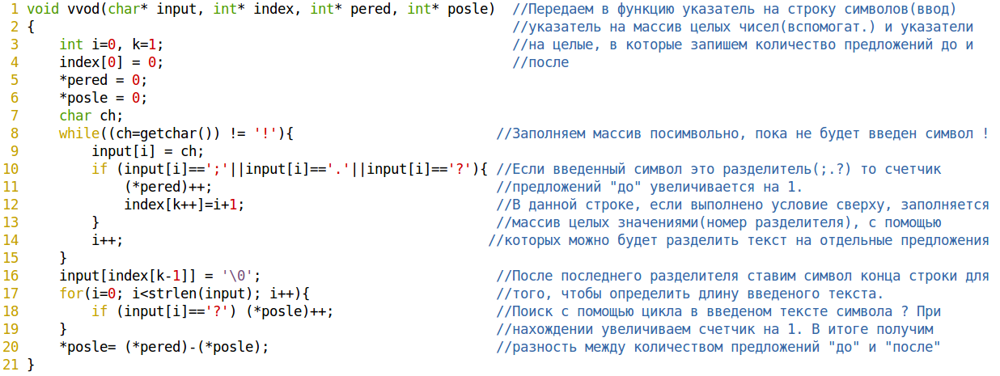 1 void vvod(char* input, int* index, int* pered, int* posle)  //Передаем в функцию указатель на строку символов(ввод)
2 {                                                           //указатель на массив целых чисел(вспомогат.) и указатели
3     int i=0, k=1;                                           //на целые, в которые запишем количество предложений до и
4     index[0] = 0;                                           //после
5     *pered = 0;
6     *posle = 0;
7     char ch;
8     while((ch=getchar()) != '!'){                         //Заполняем массив посимвольно, пока не будет введен символ !
9         input[i] = ch;
10         if (input[i]==';'||input[i]=='.'||input[i]=='?'){ //Если введенный символ это разделитель(;.?) то счетчик
11             (*pered)++;                                   //предложений "до" увеличивается на 1.
12             index[k++]=i+1;                               //В данной строке, если выполнено условие сверху, заполняется
13         }                                                 //массив целых значениями(номер разделителя), с помощью
14         i++;                                             //которых можно будет разделить текст на отдельные предложения
15     }
16     input[index[k-1]] = '\0';                             //После последнего разделителя ставим символ конца строки для
17     for(i=0; i<strlen(input); i++){                       //того, чтобы определить длину введеного текста.
18         if (input[i]=='?') (*posle)++;                    //Поиск с помощью цикла в введеном тексте символа ? При
19     }                                                     //нахождении увеличиваем счетчик на 1. В итоге получим
20     *posle= (*pered)-(*posle);                            //разность между количеством предложений "до" и "после"
21 }